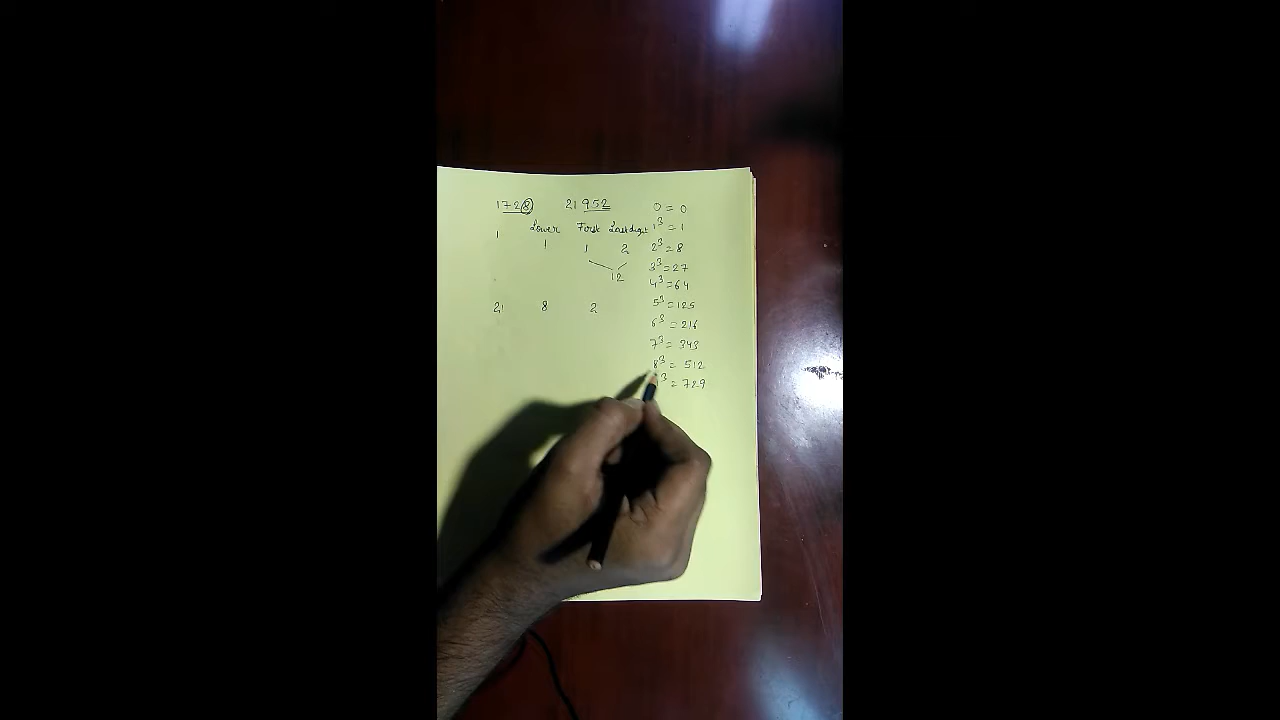 1728 21952 0 = 0
Lower First Last digit 1³ = 1
1 1 1 2 2³ = 8
12 3³ = 27
4³ = 64
21 8 2 5³ = 125
6³ = 216
7³ = 343
8³ = 512
³ = 729